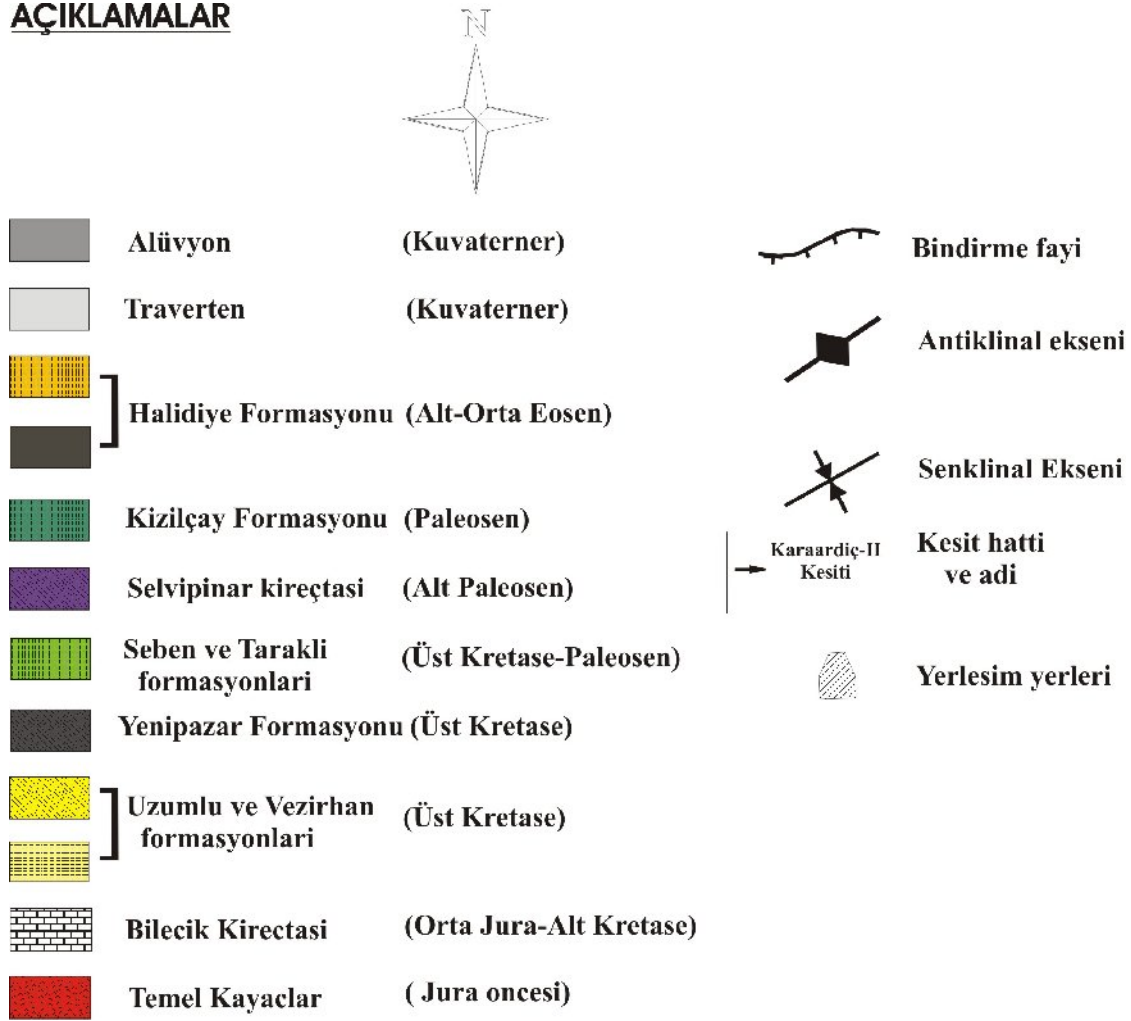 AÇIKLAMALAR
N
Alüvyon (Kuvaterner)
Traverten (Kuvaterner)
Halidiye Formasyonu (Alt-Orta Eosen)
Kizilçay Formasyonu (Paleosen)
Selvipinar kireçtasi (Alt Paleosen)
Seben ve Tarakli
formasyonlari
(Üst Kretase-Paleosen)
Yenipazar Formasyonu (Üst Kretase)
Uzumlu ve Vezirhan
formasyonlari
(Üst Kretase)
Bilecik Kirectasi (Orta Jura-Alt Kretase)
Temel Kayaclar ( Jura oncesi)
Bindirme fayi
Antiklinal ekseni
Senklinal Ekseni
Karaardiç-II
Kesiti
Kesit hatti
ve adi
Yerlesim yerleri